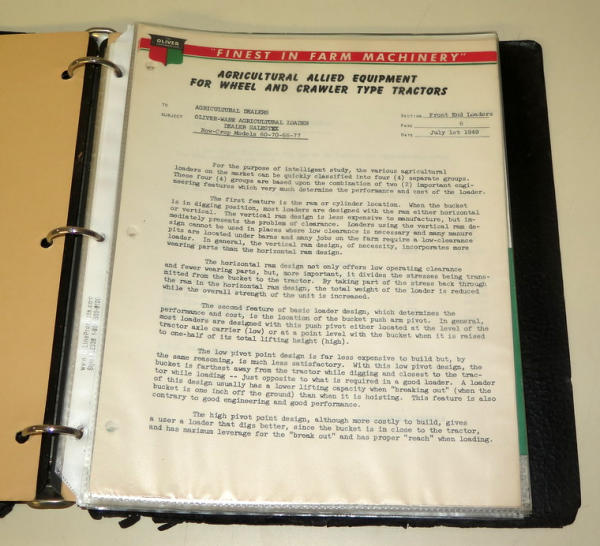 OLIVER
"FINEST IN FARM MACHINERY"
AGRICULTURAL ALLIED EQUIPMENT
FOR WHEEL AND CRAWLER TYPE TRACTORS
TO AGRICULTURAL DEALERS
SUBJECT OLIVER-WARE AGRICULTURAL LOADER
DEALER SALESTEX
Row-Crop Models 60-70-66-77
SECTION Front End Loaders
PAGE 6
DATE July 1st 1949
For the purpose of intelligent study, the various agricultural
loaders on the market can be quickly classified into four (4) separate groups.
These four (4) groups are based upon the combination of two (2) important engi-
neering features which very much determine the performance and cost of the loader.
The first feature is the ram or cylinder location. When the bucket
is in digging position, most loaders are designed with the ram either horizontal
or vertical. The vertical ram design is less expensive to manufacture, but im-
mediately presents the problem of clearance. Loaders using the vertical ram de-
sign cannot be used in places where low clearance is necessary and many manure
pits are located under barns and many jobs on the farm require a low-clearance
loader. In general, the vertical ram design, of necessity, incorporates more
wearing parts than the horizontal ram design.
The horizontal ram design not only offers low operating clearance
and fewer wearing parts, but, more important, it divides the stresses being trans-
mitted from the bucket to the tractor. By taking part of the stress back through
the ram in the horizontal ram design, the total weight of the loader is reduced
while the overall strength of the unit is increased.
The second feature of basic loader design, which determines the
performance and cost, is the location of the bucket push arm pivot. In general,
most loaders are designed with this push pivot either located at the level of the
tractor axle carrier (low) or at a point level with the bucket when it is raised
to one-half of its total lifting height (high).
The low pivot point design is far less expensive to build but, by
the same reasoning, is much less satisfactory. With this low pivot design, the
bucket is farthest away from the tractor while digging and closest to the trac-
tor while loading -- just opposite to what is required in a good loader. A loader
of this design usually has a lower lifting capacity when "breaking out" (when the
bucket is one inch off the ground) than when it is hoisting. This feature is also
contrary to good engineering and good performance.
The high pivot point design, although more costly to build, gives
a user a loader that digs better, since the bucket is in close to the tractor,
and has maximum leverage for the "break out" and has proper "reach" when loading.